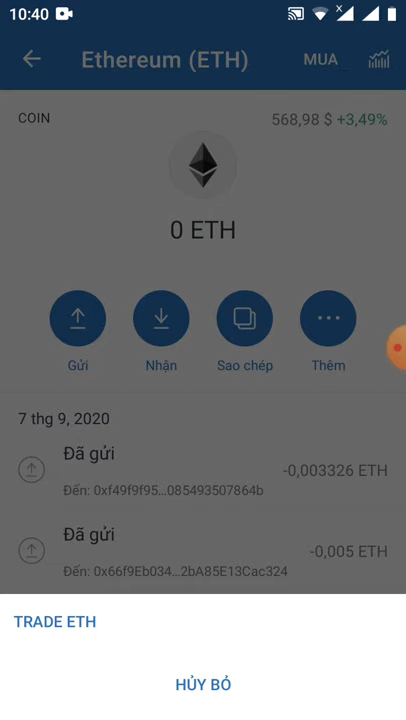 10:40
Ethereum (ETH)
MUA
COIN
568,98 $ +3,49%
0 ETH
Gửi
Nhận
Sao chép
Thêm
7 thg 9, 2020
Đã gửi
-0,003326 ETH
Đến: 0xf49f9f95...085493507864b
Đã gửi
-0,005 ETH
Đến: 0x66f9Eb034...2bA85E13Cac324
TRADE ETH
HỦY BỎ